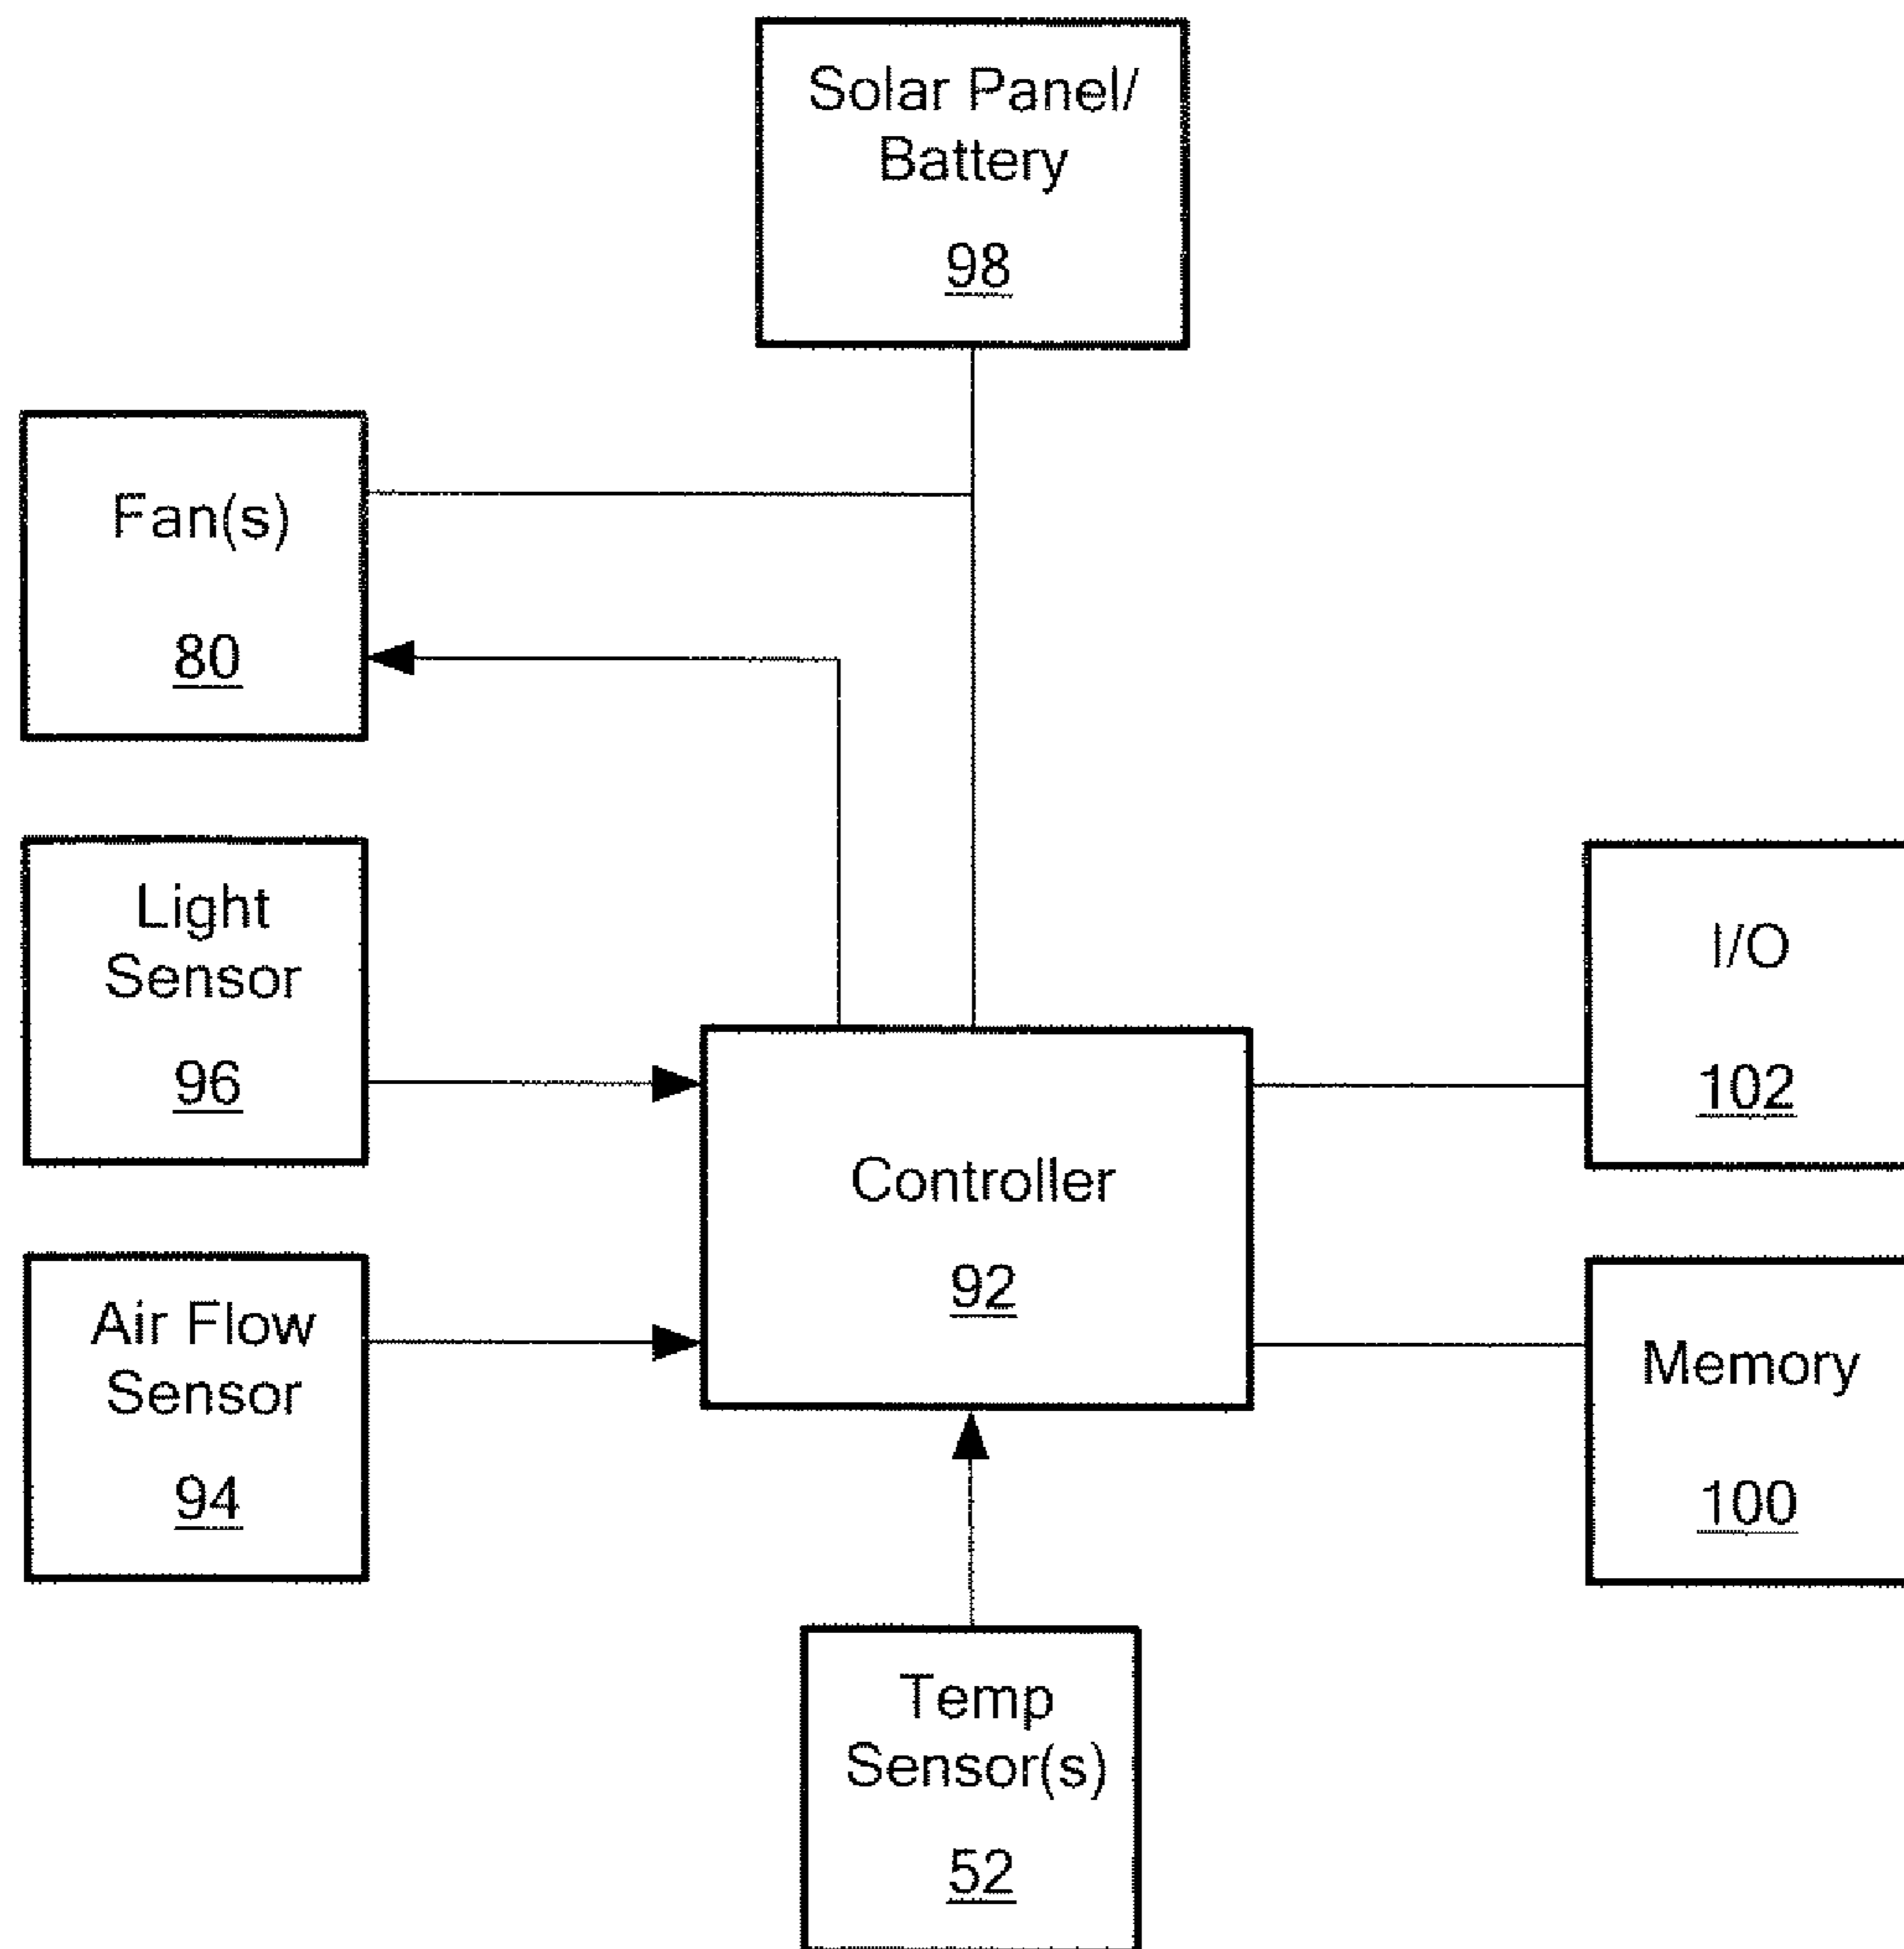 Solar Panel/
Battery
98
Fan(s)
80
Light
Sensor
96
I/O
102
Controller
92
Air Flow
Sensor
94
Memory
100
Temp
Sensor(s)
52